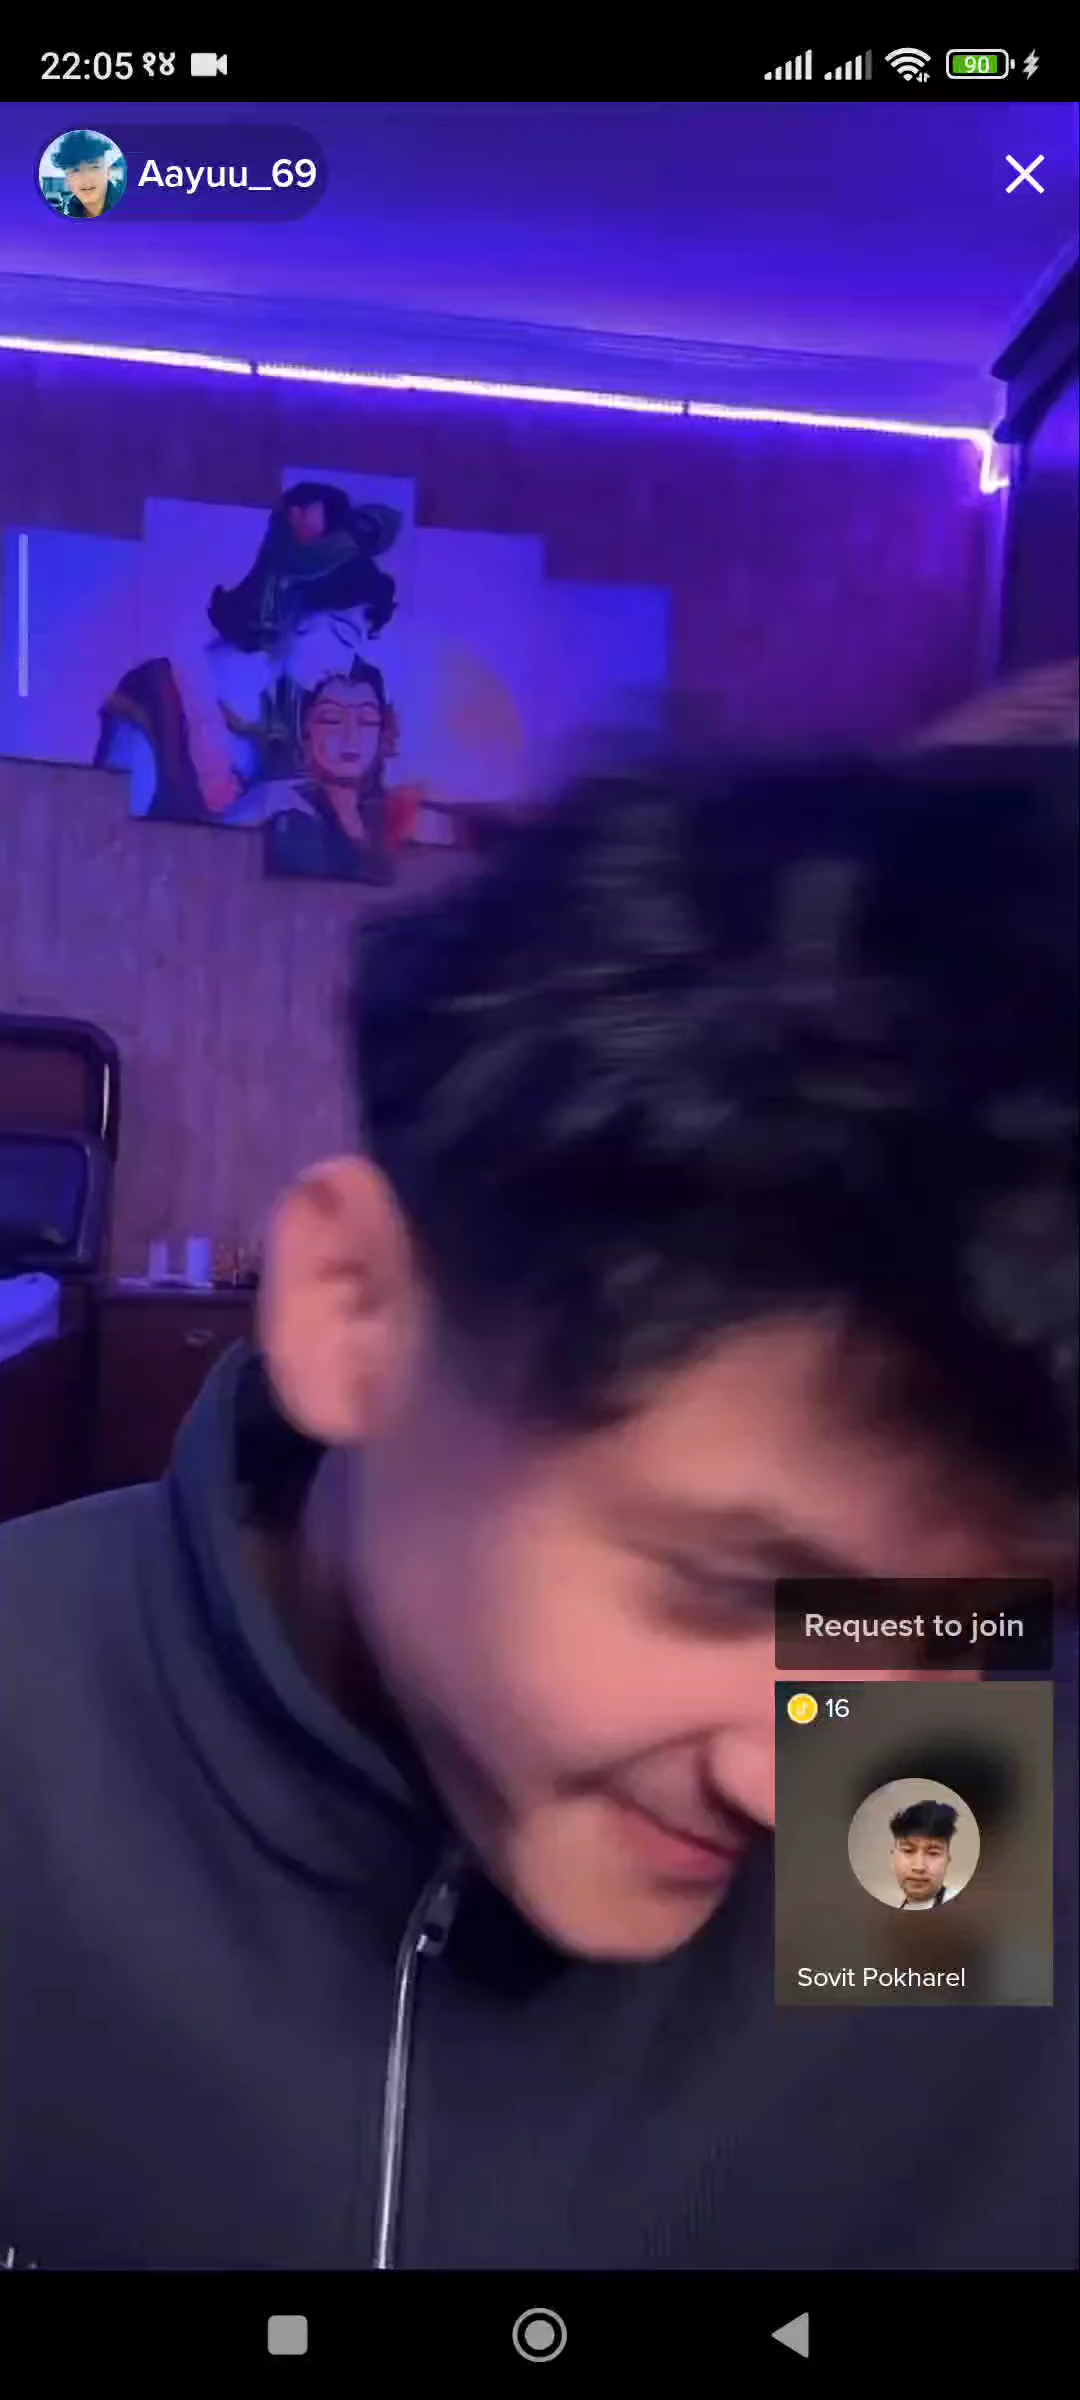 22:05 १४
90
Aayuu_69
Request to join
16
Sovit Pokharel